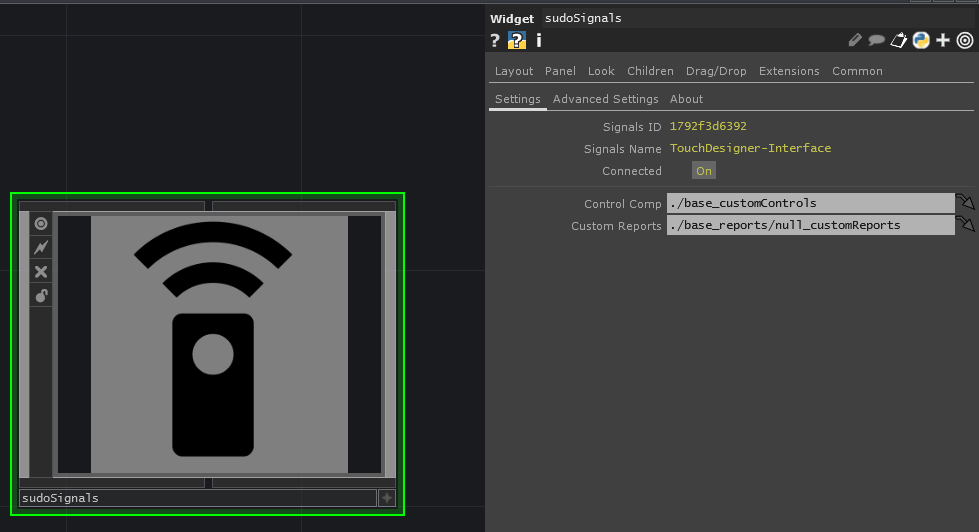 Widget sudoSignals
? ? i
Layout Panel Look Children Drag/Drop Extensions Common
Settings Advanced Settings About
Signals ID 1792f3d6392
Signals Name TouchDesigner-Interface
Connected On
Control Comp ./base_customControls
Custom Reports ./base_reports/null_customReports
sudoSignals